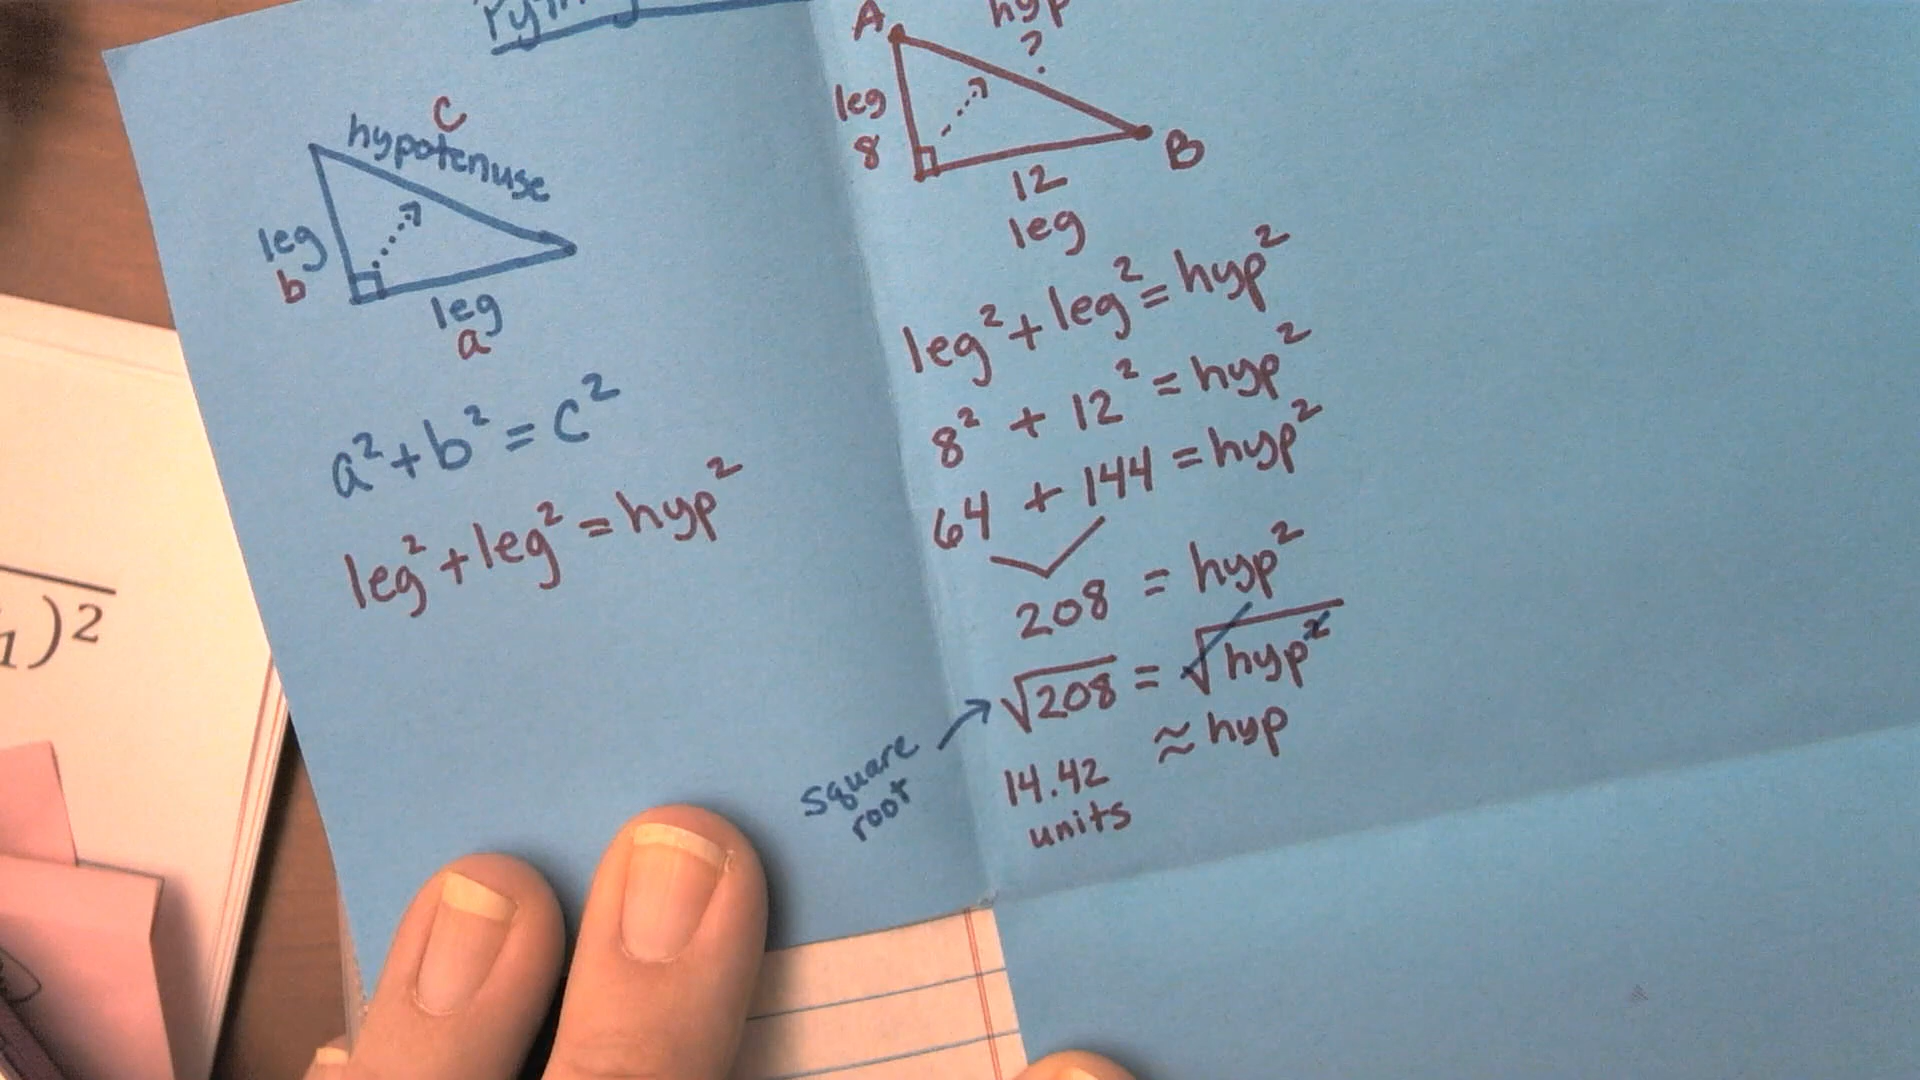 C
hypotenuse
leg
b
leg
a
a² + b² = c²
leg² + leg² = hyp²
A
hyp
?
leg
8
B
12
leg
leg² + leg² = hyp²
8² + 12² = hyp²
64 + 144 = hyp²
208 = hyp²
√208 = √hyp²
14.42 ≈ hyp
units
square
root
1)²